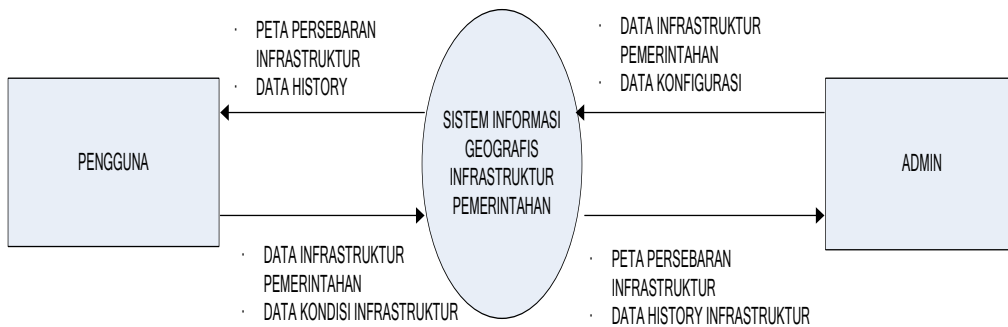 · PETA PERSEBARAN
INFRASTRUKTUR
· DATA HISTORY
· DATA INFRASTRUKTUR
PEMERINTAHAN
· DATA KONFIGURASI
PENGGUNA
SISTEM INFORMASI
GEOGRAFIS
INFRASTRUKTUR
PEMERINTAHAN
ADMIN
· DATA INFRASTRUKTUR
PEMERINTAHAN
· DATA KONDISI INFRASTRUKTUR
· PETA PERSEBARAN
INFRASTRUKTUR
· DATA HISTORY INFRASTRUKTUR